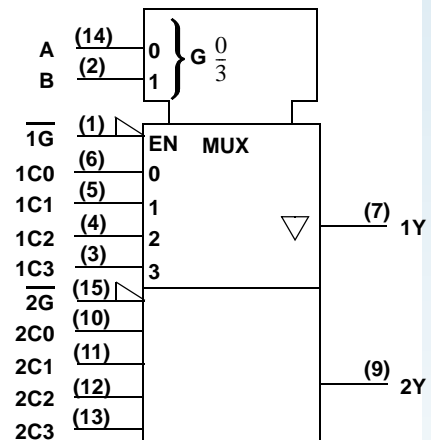 A (14) 0 G 0/3
B (2) 1
1G (1) EN MUX
1C0 (6) 0
1C1 (5) 1
1C2 (4) 2
1C3 (3) 3
(7) 1Y
2G (15)
2C0 (10)
2C1 (11)
2C2 (12)
2C3 (13)
(9) 2Y